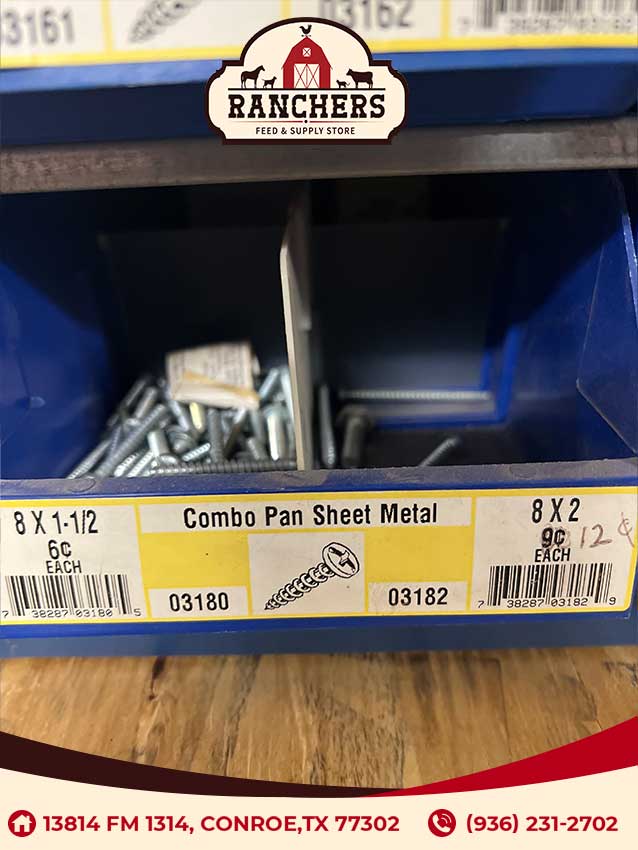 03161
03162
RANCHERS
FEED & SUPPLY STORE
8 X 1-1/2
6¢
EACH
7 38287 03180 5
Combo Pan Sheet Metal
03180
03182
8 X 2
9¢ 12¢
EACH
7 38287 03182 9
13814 FM 1314, CONROE,TX 77302
(936) 231-2702